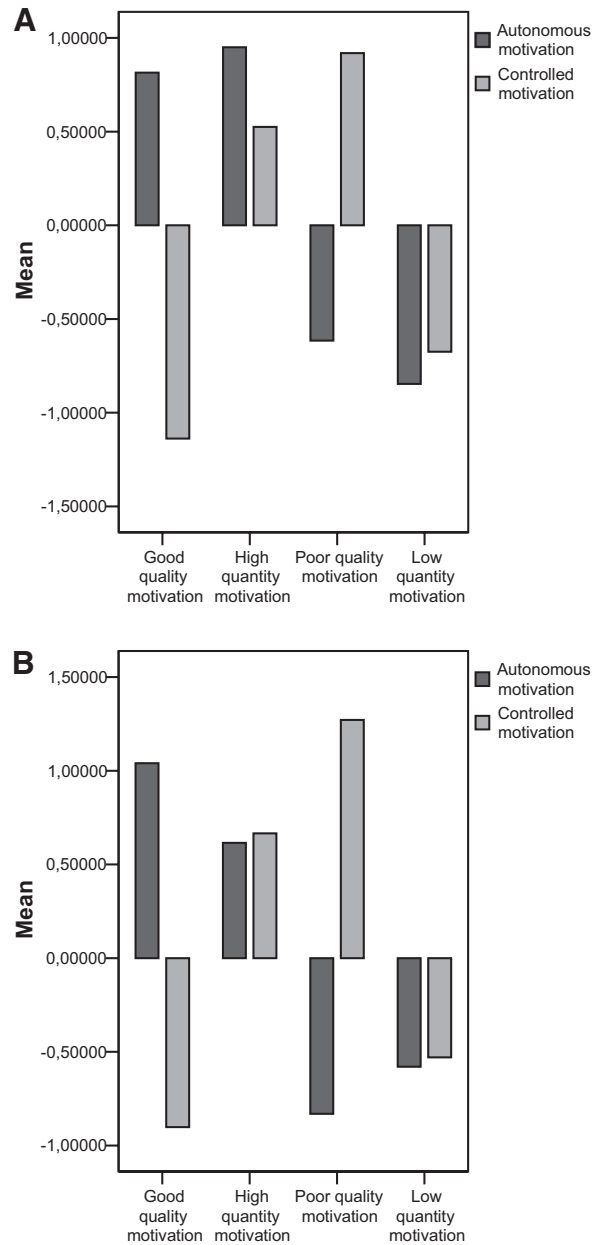 A
Autonomous
motivation
Controlled
motivation
1,00000
0,50000
0,00000
-0,50000
-1,00000
-1,50000
Mean
Good
quality
motivation
High
quantity
motivation
Poor quality
motivation
Low
quantity
motivation
B
Autonomous
motivation
Controlled
motivation
1,50000
1,00000
0,50000
0,00000
-0,50000
-1,00000
Mean
Good
quality
motivation
High
quantity
motivation
Poor quality
motivation
Low
quantity
motivation